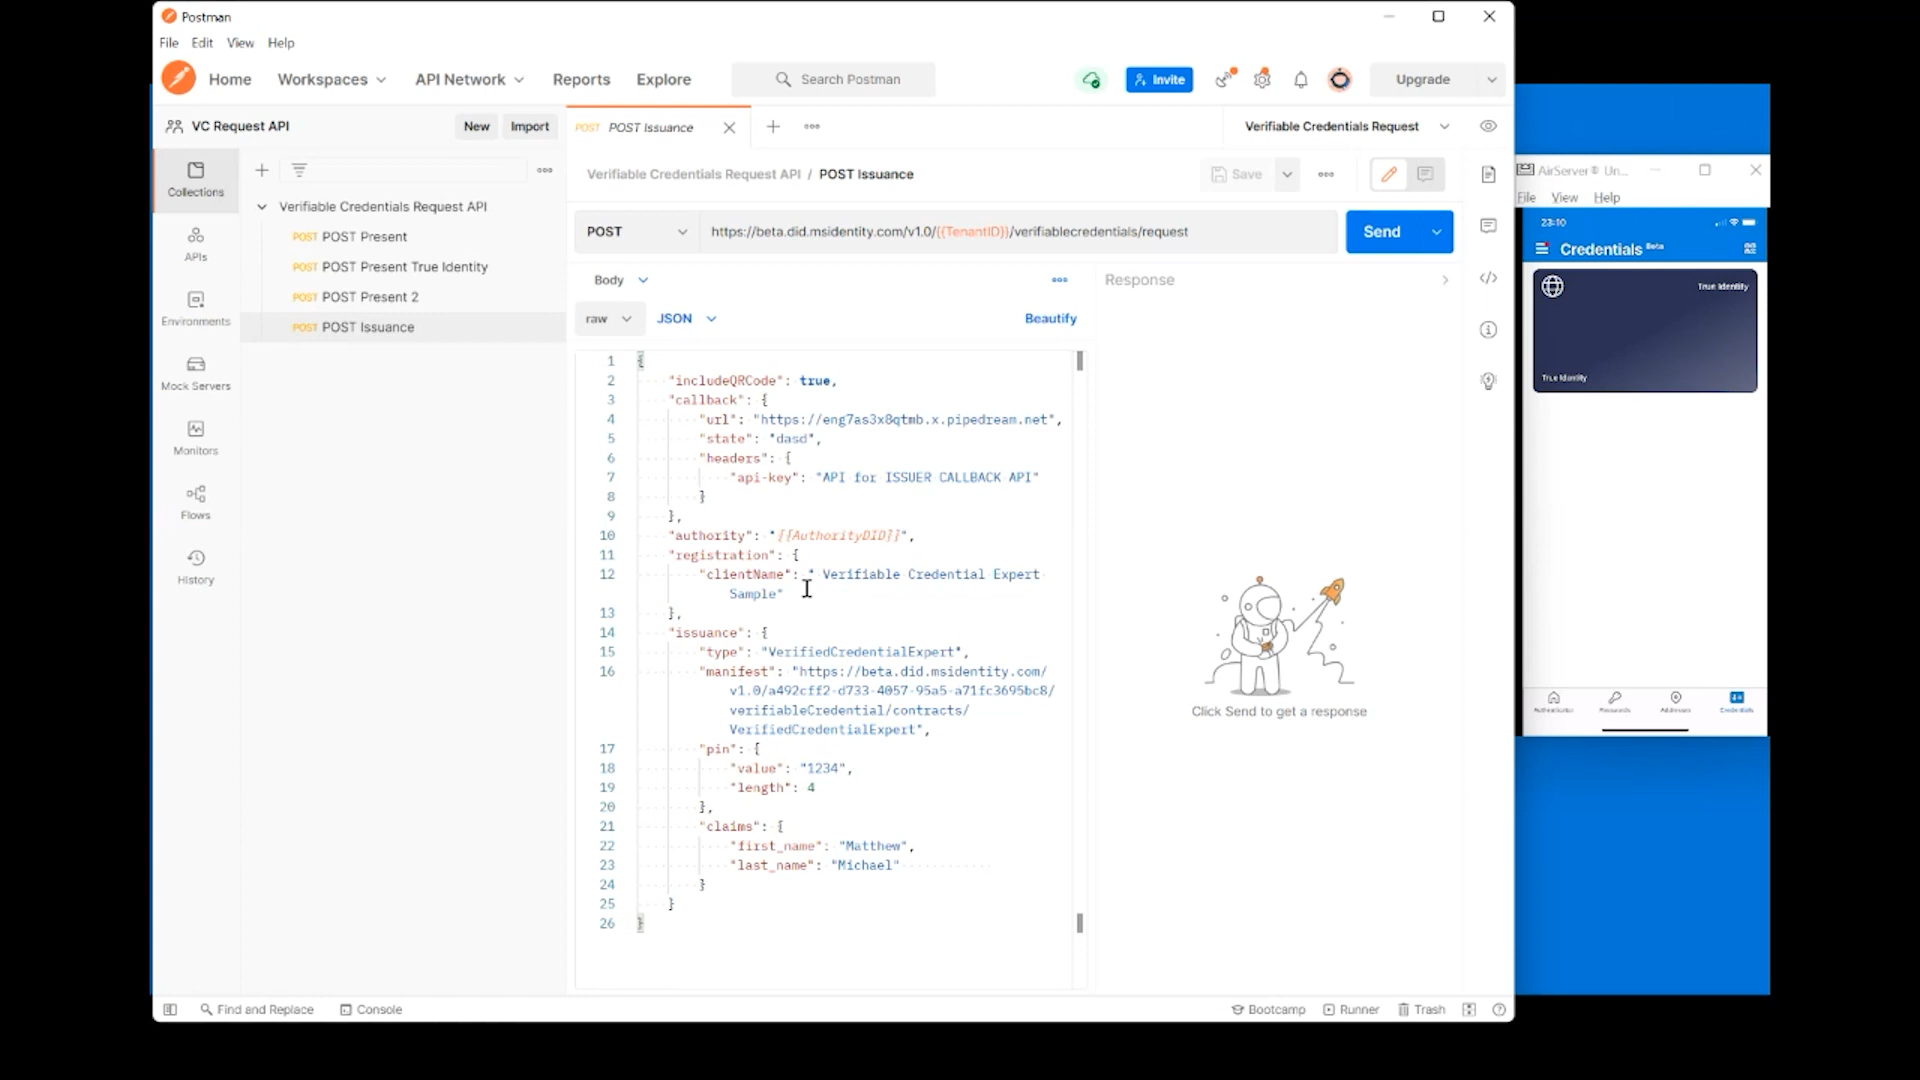 Postman
File Edit View Help
Home Workspaces API Network Reports Explore Search Postman Invite Upgrade
VC Request API New Import POST POST Issuance Verifiable Credentials Request
Collections
APIs
Environments
Mock Servers
Monitors
Flows
History
Verifiable Credentials Request API
POST POST Present
POST POST Present True Identity
POST POST Present 2
POST POST Issuance
Verifiable Credentials Request API / POST Issuance Save
POST https://beta.did.msidentity.com/v1.0/{{TenantID}}/verifiablecredentials/request Send
Body
raw JSON Beautify
1 {
2 "includeQRCode": true,
3 "callback": {
4 "url": "https://eng7as3x8qtmb.x.pipedream.net",
5 "state": "dasd",
6 "headers": {
7 "api-key": "API for ISSUER CALLBACK API"
8 }
9 },
10 "authority": "{{AuthorityDID}}",
11 "registration": {
12 "clientName": " Verifiable Credential Expert
Sample"
13 },
14 "issuance": {
15 "type": "VerifiedCredentialExpert",
16 "manifest": "https://beta.did.msidentity.com/
v1.0/a492cff2-d733-4057-95a5-a71fc3695bc8/
verifiableCredential/contracts/
VerifiedCredentialExpert",
17 "pin": {
18 "value": "1234",
19 "length": 4
20 },
21 "claims": {
22 "first_name": "Matthew",
23 "last_name": "Michael"
24 }
25 }
26 }
Response
Click Send to get a response
Find and Replace Console Bootcamp Runner Trash
AirServer® Un...
File View Help
23:10
Credentials Beta
True Identity
True Identity
Authenticator Passwords Addresses Credentials